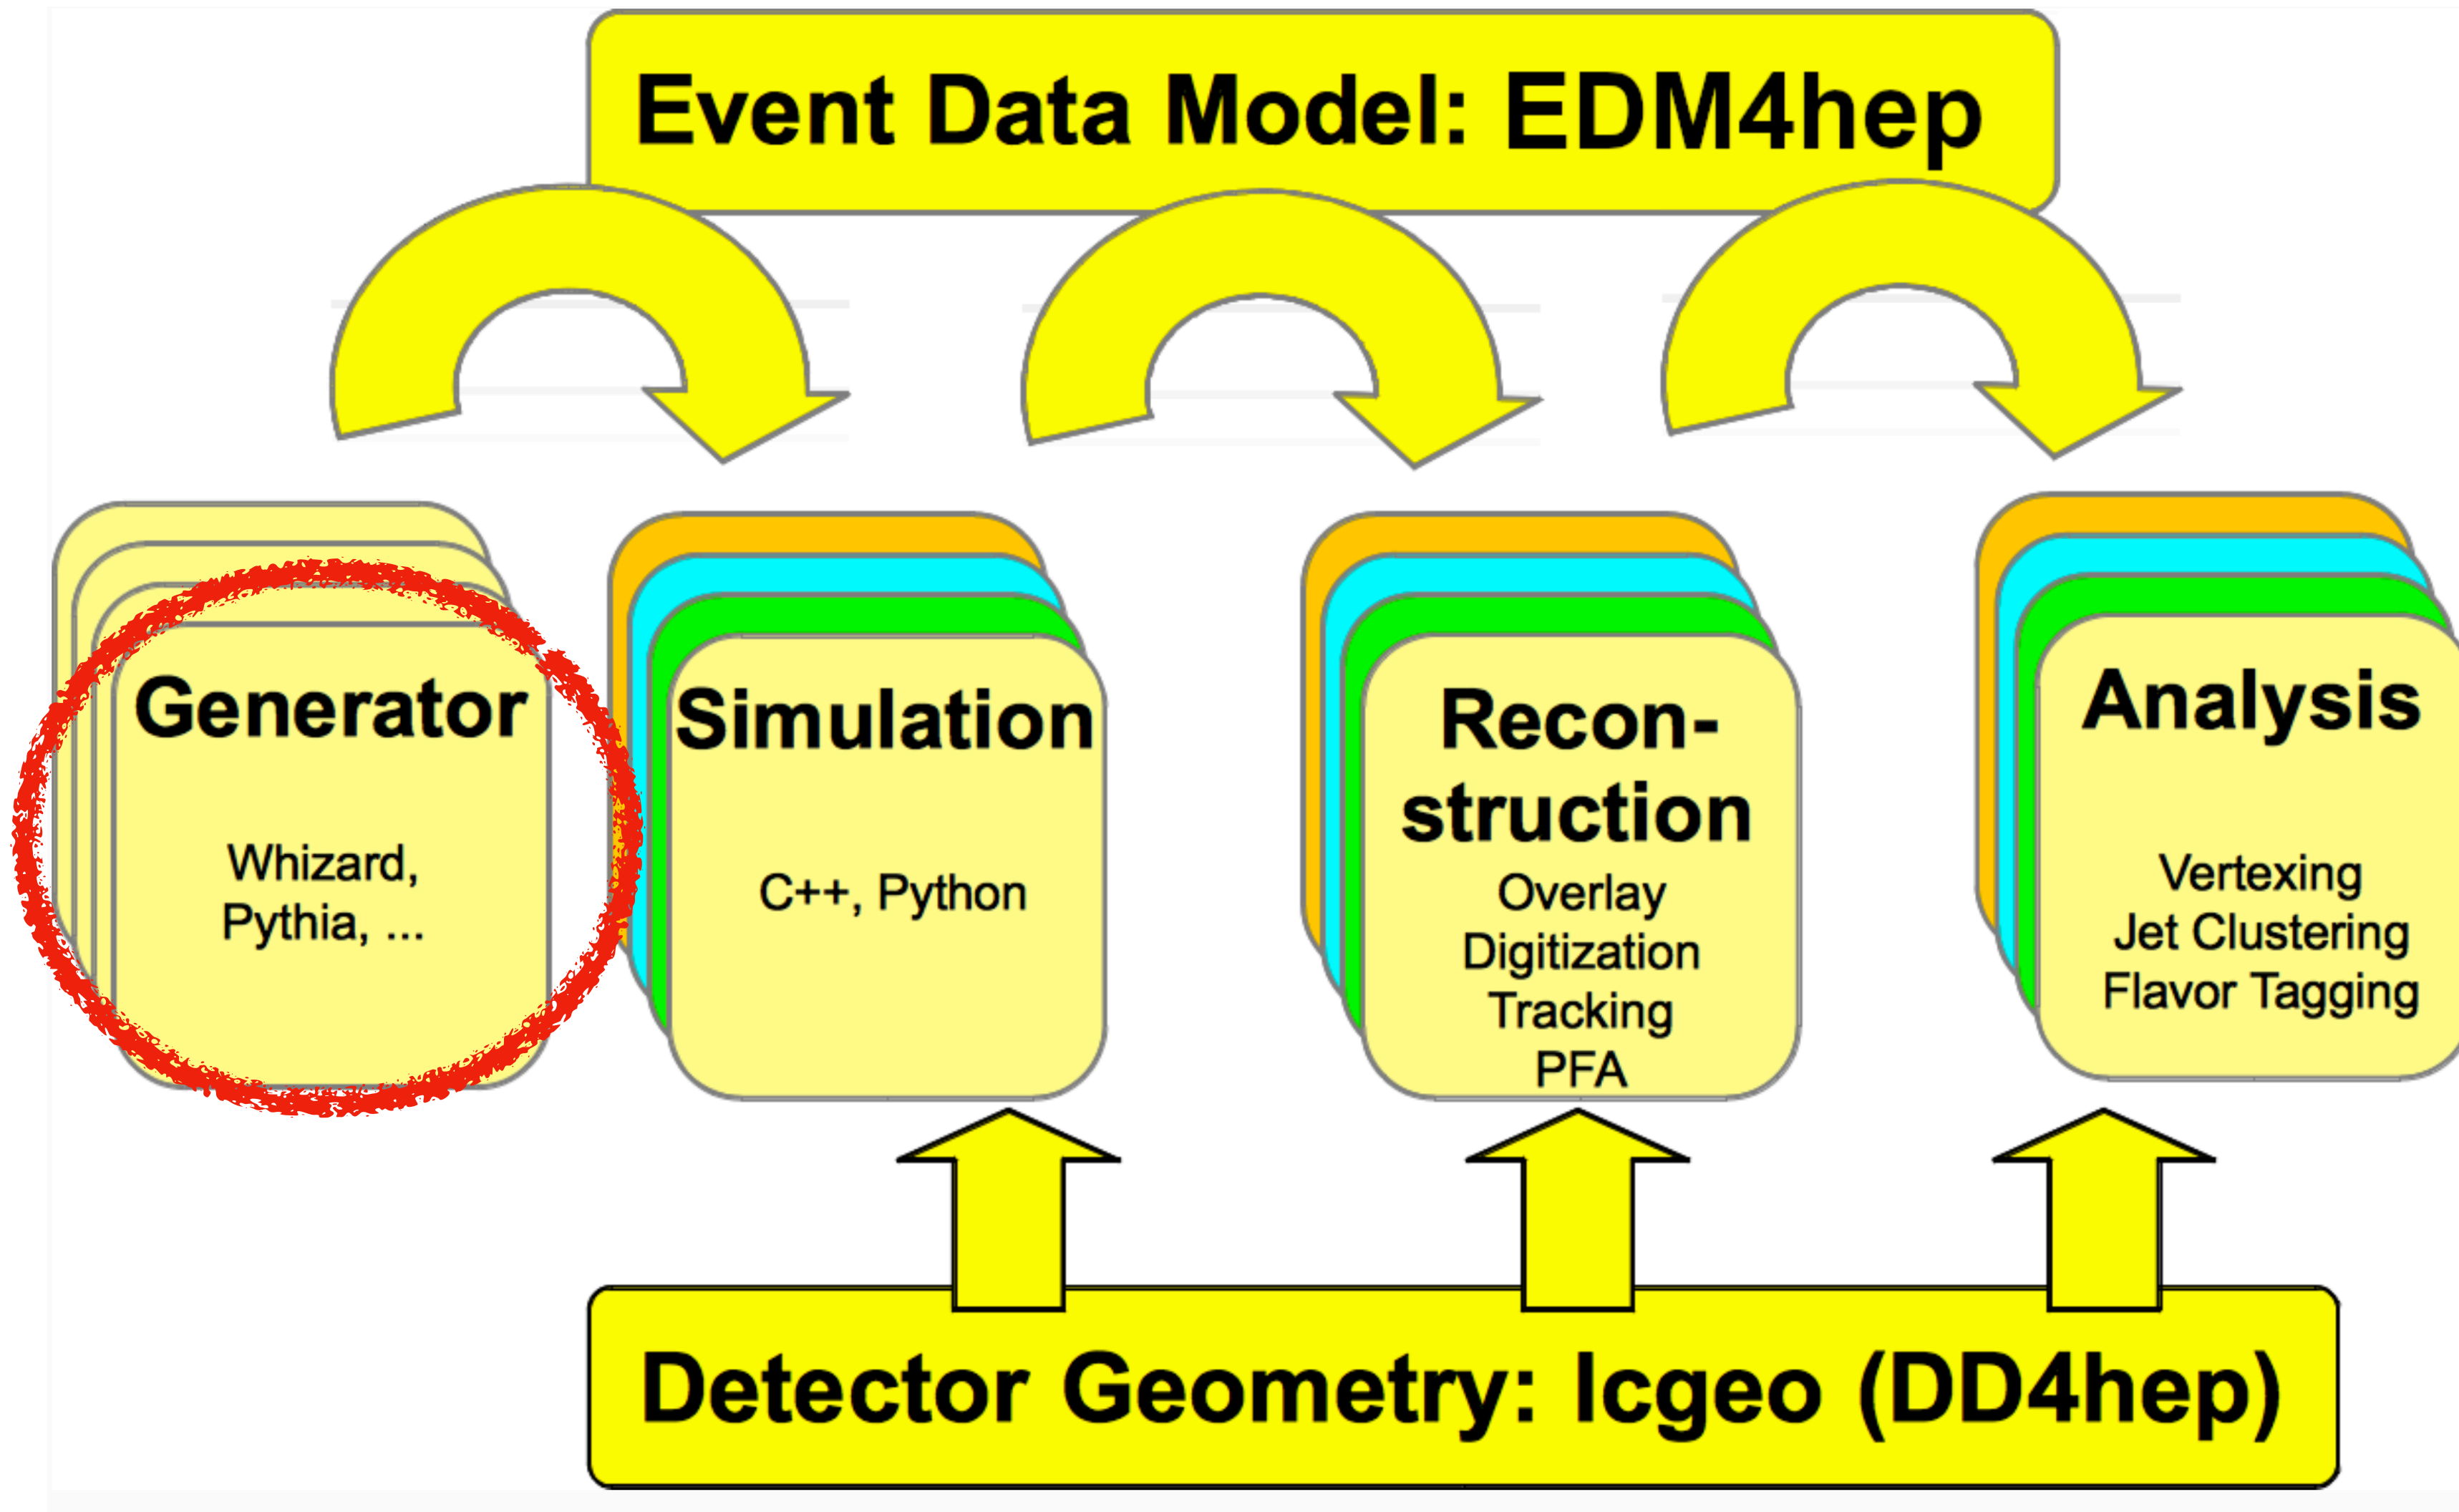 Event Data Model: EDM4hep
Generator
Whizard,
Pythia, ...
Simulation
C++, Python
Recon-
struction
Overlay
Digitization
Tracking
PFA
Analysis
Vertexing
Jet Clustering
Flavor Tagging
Detector Geometry: lcgeo (DD4hep)